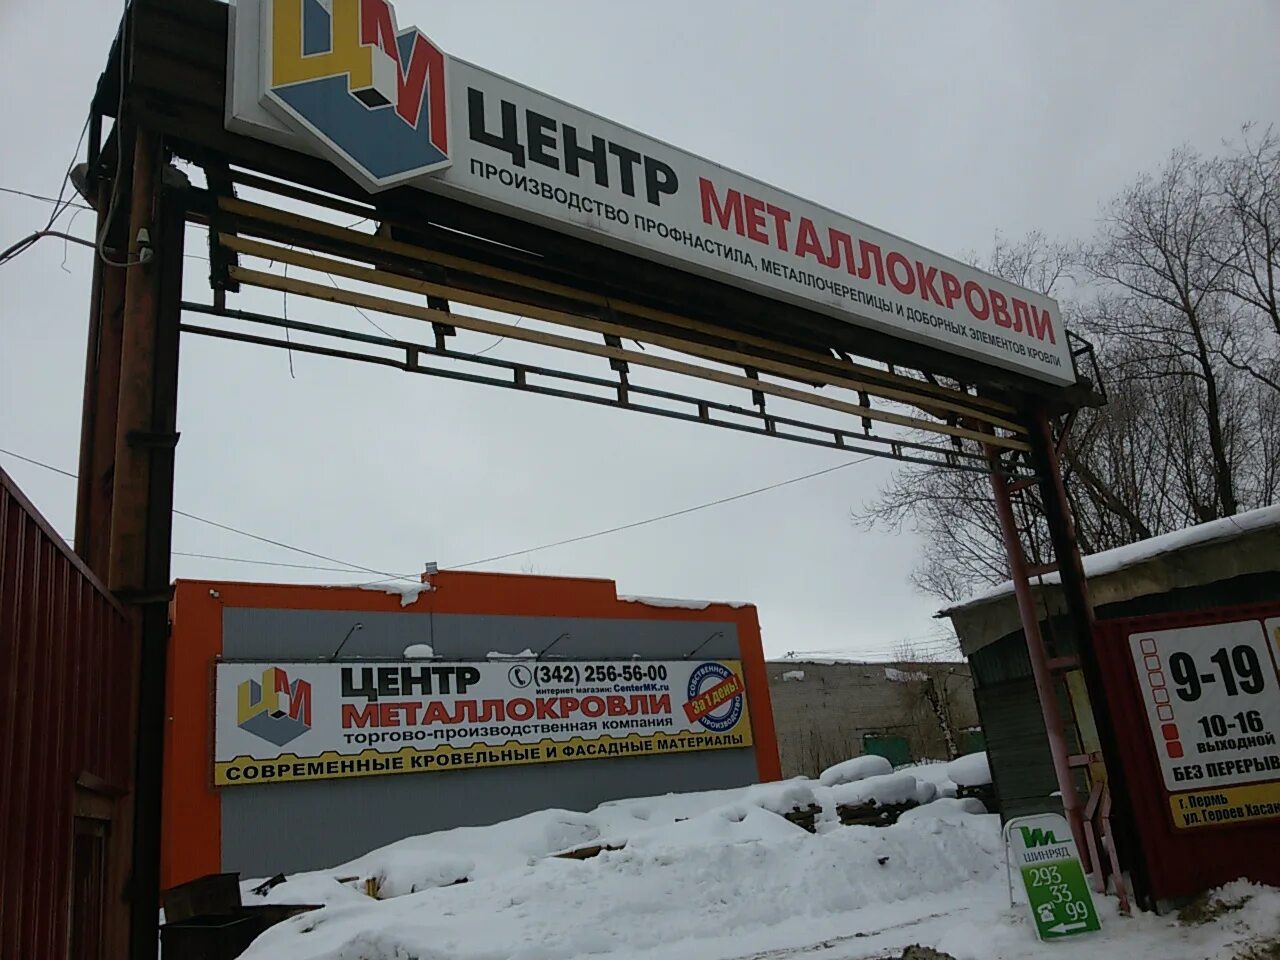 ЦМ
ЦЕНТР МЕТАЛЛОКРОВЛИ
ПРОИЗВОДСТВО ПРОФНАСТИЛА, МЕТАЛЛОЧЕРЕПИЦЫ И ДОБОРНЫХ ЭЛЕМЕНТОВ КРОВЛИ
ЦМ
ЦЕНТР
МЕТАЛЛОКРОВЛИ
ТОРГОВО-ПРОИЗВОДСТВЕННАЯ КОМПАНИЯ
(342) 256-56-00
интернет магазин: CenterMK.ru
СОБСТВЕННОЕ
За 1 день!
ПРОИЗВОДСТВО
СОВРЕМЕННЫЕ КРОВЕЛЬНЫЕ И ФАСАДНЫЕ МАТЕРИАЛЫ
9-19
10-16
ВЫХОДНОЙ
БЕЗ ПЕРЕРЫВ
г. Пермь
ул. Героев Хасан
ШИНРЯД
293
33
99